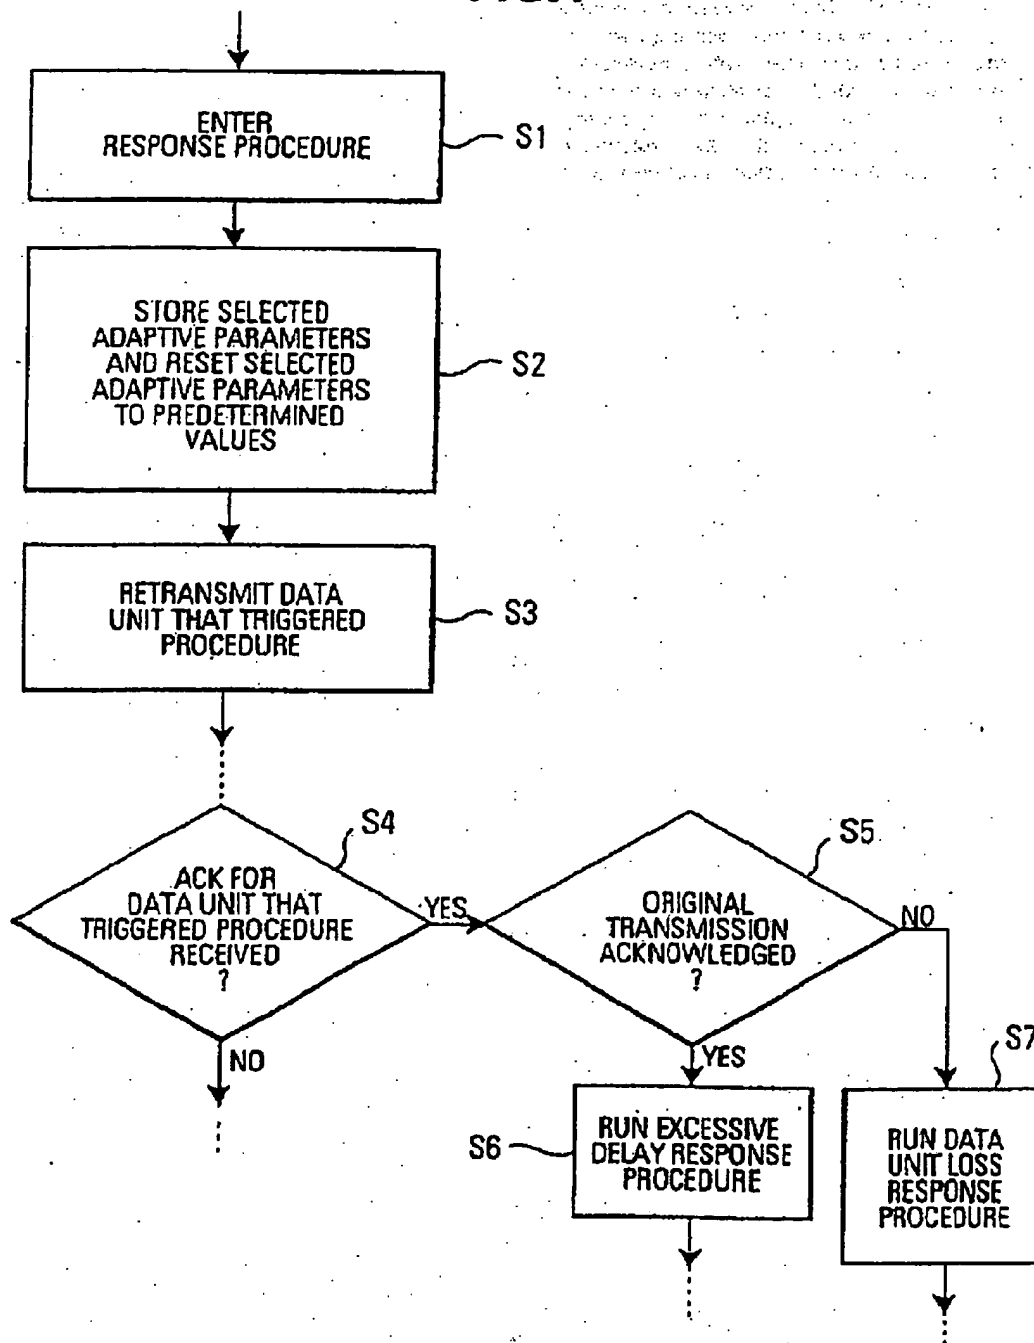 ENTER
RESPONSE PROCEDURE
S1
STORE SELECTED
ADAPTIVE PARAMETERS
AND RESET SELECTED
ADAPTIVE PARAMETERS
TO PREDETERMINED
VALUES
S2
RETRANSMIT DATA
UNIT THAT TRIGGERED
PROCEDURE
S3
S4
ACK FOR
DATA UNIT THAT
TRIGGERED PROCEDURE
RECEIVED
?
YES
NO
S5
ORIGINAL
TRANSMISSION
ACKNOWLEDGED
?
NO
YES
S6
RUN EXCESSIVE
DELAY RESPONSE
PROCEDURE
S7
RUN DATA
UNIT LOSS
RESPONSE
PROCEDURE